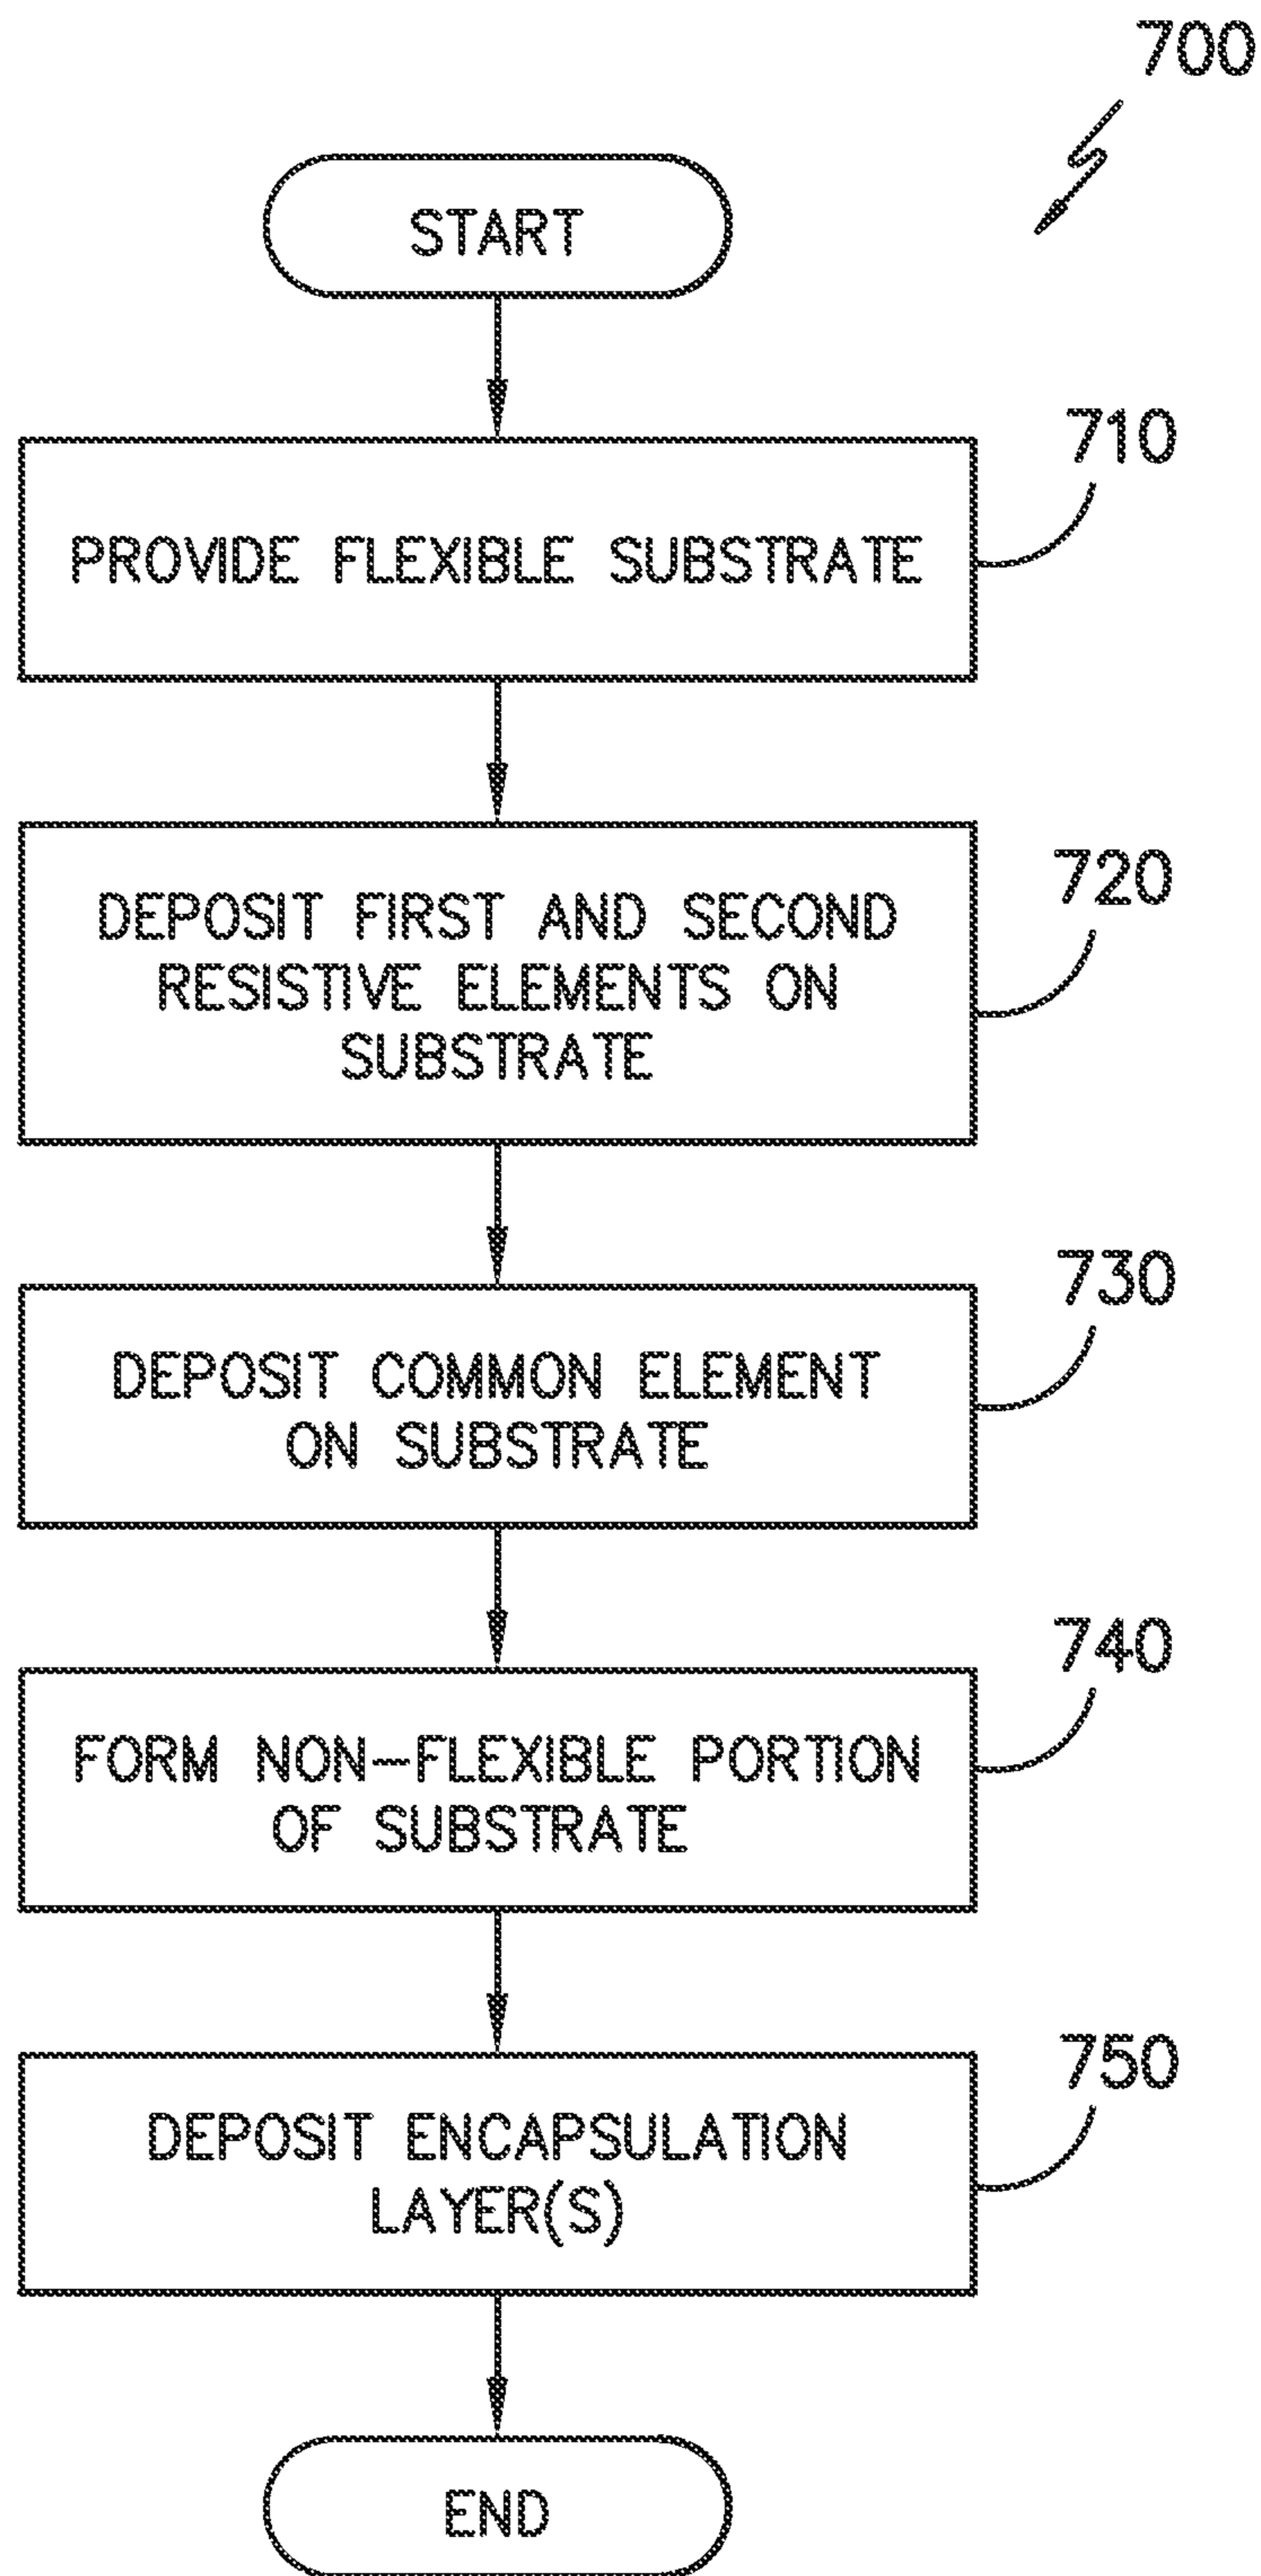 700
START
710
PROVIDE FLEXIBLE SUBSTRATE
720
DEPOSIT FIRST AND SECOND
RESISTIVE ELEMENTS ON
SUBSTRATE
730
DEPOSIT COMMON ELEMENT
ON SUBSTRATE
740
FORM NON-FLEXIBLE PORTION
OF SUBSTRATE
750
DEPOSIT ENCAPSULATION
LAYER(S)
END